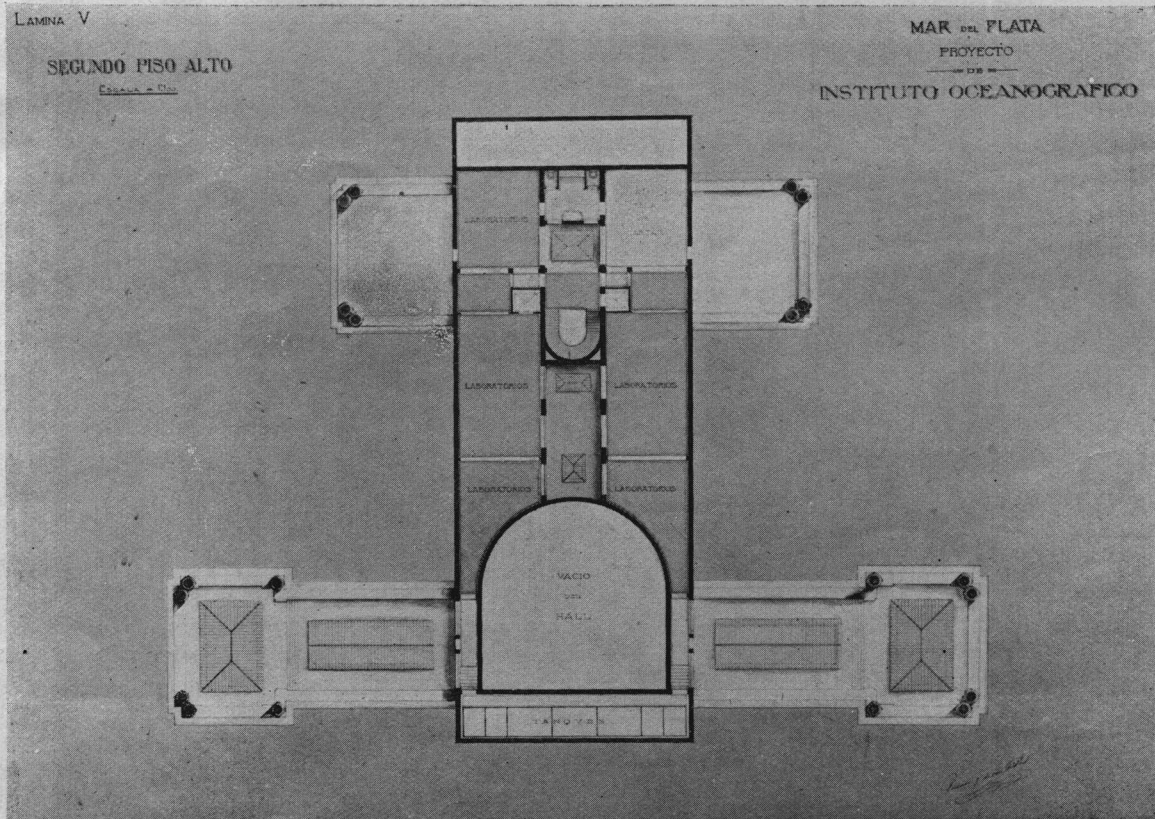 LAMINA V
SEGUNDO PISO ALTO
MAR DEL PLATA
PROYECTO
DE
INSTITUTO OCEANOGRAFICO
LABORATORIOS
LABORATORIOS
LABORATORIOS
LABORATORIOS
LABORATORIOS
VACIO
DEL
HALL
TANQUES